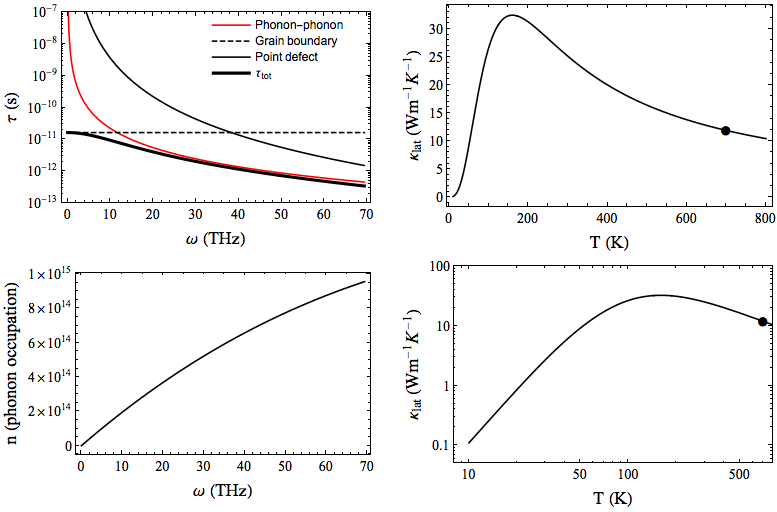 10⁻⁷
10⁻⁸
10⁻⁹
10⁻¹⁰
10⁻¹¹
10⁻¹²
10⁻¹³
τ (s)
Phonon–phonon
Grain boundary
Point defect
τtot
0 10 20 30 40 50 60 70
ω (THz)
30
25
20
15
10
5
0
κlat (Wm⁻¹K⁻¹)
0 200 400 600 800
T (K)
1×10¹⁵
8×10¹⁴
6×10¹⁴
4×10¹⁴
2×10¹⁴
0
n (phonon occupation)
0 10 20 30 40 50 60 70
ω (THz)
100
10
1
0.1
κlat (Wm⁻¹K⁻¹)
10 50 100 500
T (K)